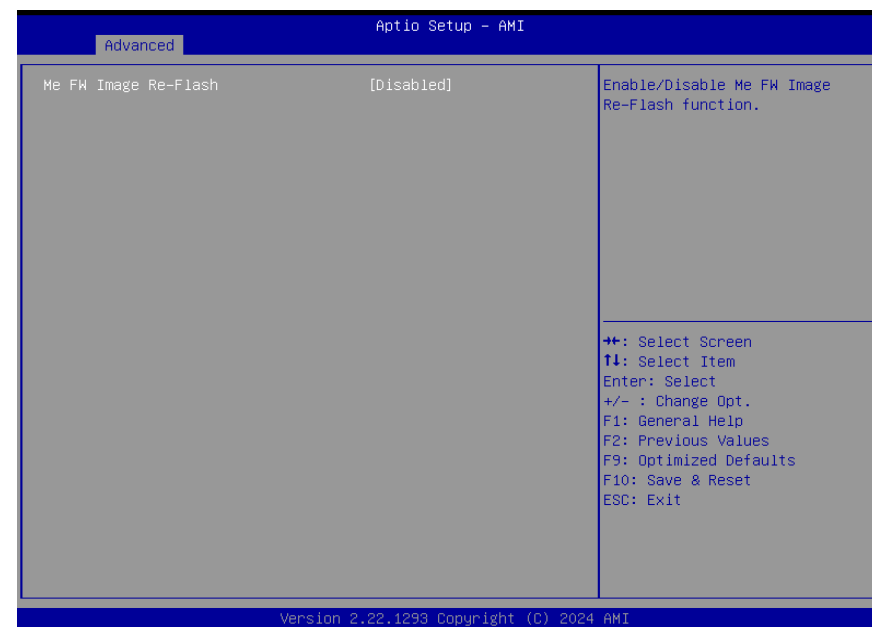 Aptio Setup – AMI
Advanced
Me FW Image Re-Flash [Disabled]
Enable/Disable Me FW Image
Re-Flash function.
→←: Select Screen
↑↓: Select Item
Enter: Select
+/- : Change Opt.
F1: General Help
F2: Previous Values
F9: Optimized Defaults
F10: Save & Reset
ESC: Exit
Version 2.22.1293 Copyright (C) 2024 AMI